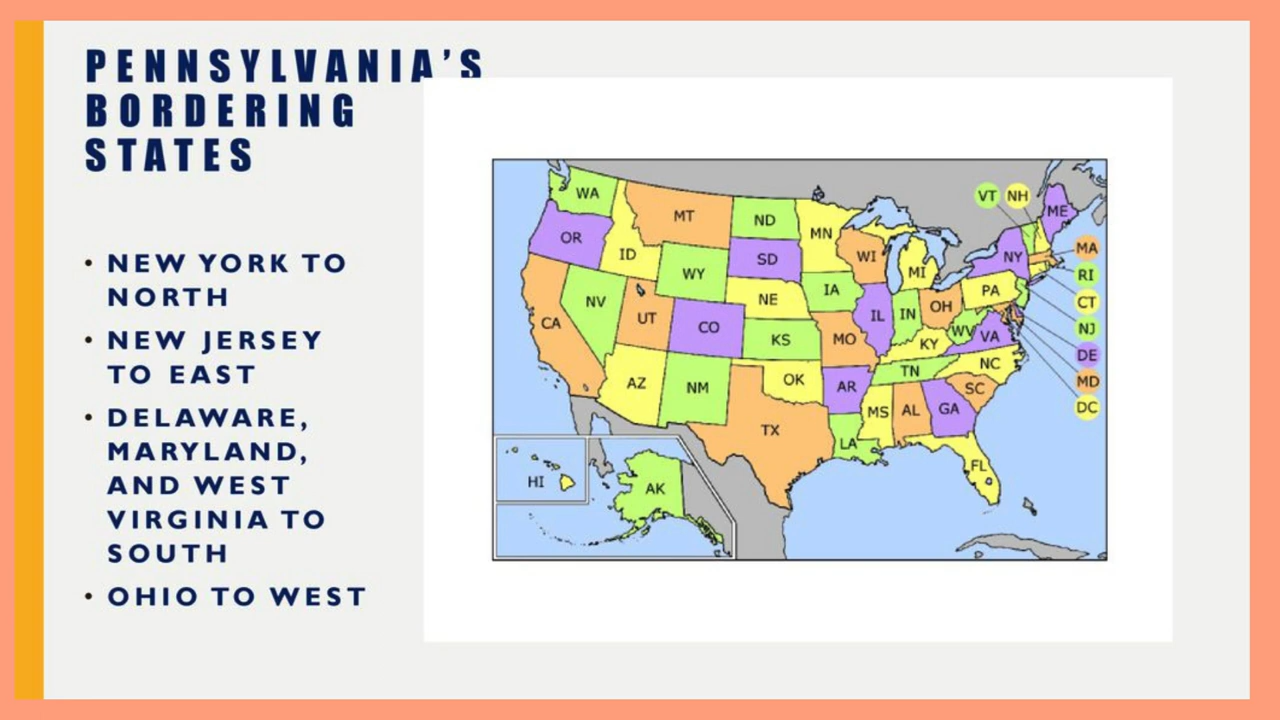 PENNSYLVANIA’S
BORDERING
STATES
• NEW YORK TO
NORTH
• NEW JERSEY
TO EAST
• DELAWARE,
MARYLAND,
AND WEST
VIRGINIA TO
SOUTH
• OHIO TO WEST
WA
MT
ND
MN
VT
NH
ME
OR
ID
SD
WI
MI
NY
MA
WY
RI
NV
NE
IA
PA
CT
CA
UT
CO
KS
MO
IL
IN
OH
WV
VA
NJ
KY
DE
AZ
NM
OK
AR
TN
NC
MD
SC
TX
LA
MS
AL
GA
DC
FL
HI
AK